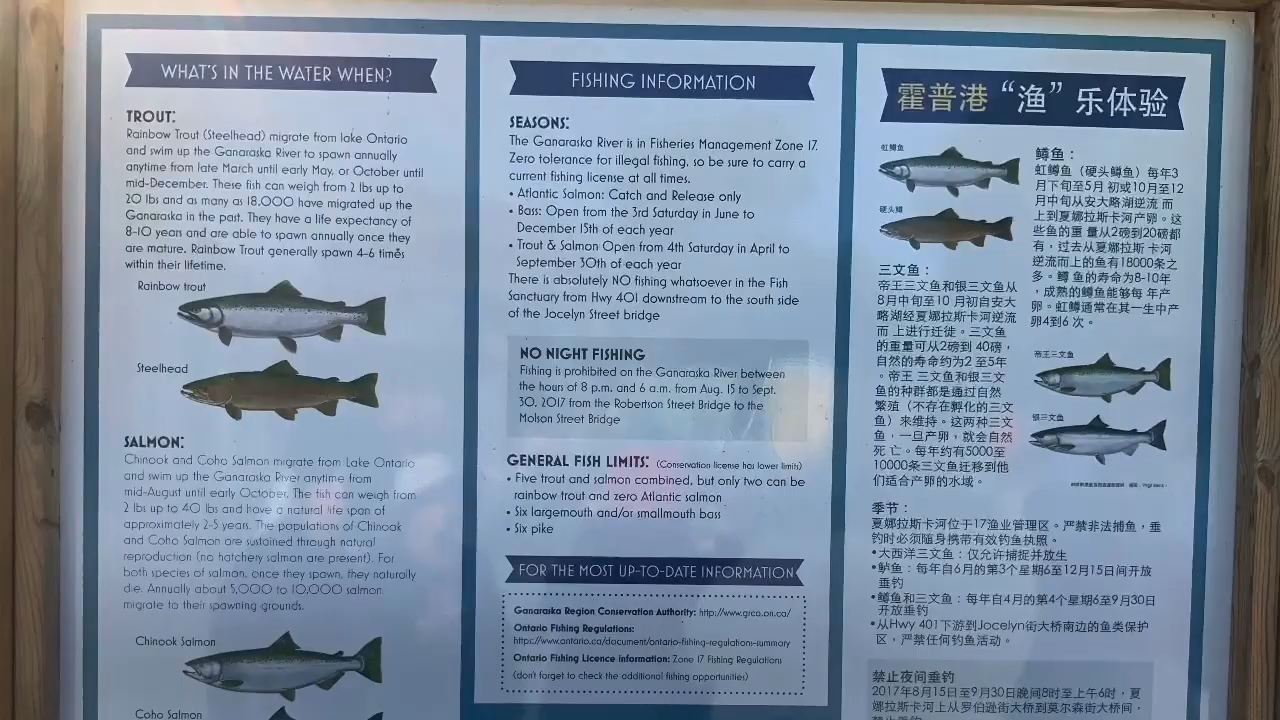 WHAT'S IN THE WATER WHEN?
TROUT:
Rainbow Trout (Steelhead) migrate from lake Ontario
and swim up the Ganaraska River to spawn annually
anytime from late March until early May, or October until
mid-December. These fish can weigh from 2 lbs up to
20 lbs and as many as 18,000 have migrated up the
Ganaraska in the past. They have a life expectancy of
8-10 years and are able to spawn annually once they
are mature. Rainbow Trout generally spawn 4-6 times
within their lifetime.
Rainbow trout
Steelhead
SALMON:
Chinook and Coho Salmon migrate from Lake Ontario
and swim up the Ganaraska River anytime from
mid-August until early October. The fish can weigh from
2 lbs up to 40 lbs and have a natural life span of
approximately 2-5 years. The populations of Chinook
and Coho Salmon are sustained through natural
reproduction (no hatchery salmon are present). For
both species of salmon, once they spawn, they naturally
die. Annually about 5,000 to 10,000 salmon
migrate to their spawning grounds.
Chinook Salmon
Coho Salmon
FISHING INFORMATION
SEASONS:
The Ganaraska River is in Fisheries Management Zone 17.
Zero tolerance for illegal fishing, so be sure to carry a
current fishing license at all times.
• Atlantic Salmon: Catch and Release only
• Bass: Open from the 3rd Saturday in June to
December 15th of each year
• Trout & Salmon Open from 4th Saturday in April to
September 30th of each year
There is absolutely NO fishing whatsoever in the Fish
Sanctuary from Hwy 401 downstream to the south side
of the Jocelyn Street bridge
NO NIGHT FISHING
Fishing is prohibited on the Ganaraska River between
the hours of 8 p.m. and 6 a.m. from Aug. 15 to Sept.
30, 2017 from the Robertson Street Bridge to the
Molson Street Bridge
GENERAL FISH LIMITS: (Conservation license has lower limits)
• Five trout and salmon combined, but only two can be
rainbow trout and zero Atlantic salmon
• Six largemouth and/or smallmouth bass
• Six pike
FOR THE MOST UP-TO-DATE INFORMATION
Ganaraska Region Conservation Authority: http://www.grca.on.ca/
Ontario Fishing Regulations:
https://www.ontario.ca/document/ontario-fishing-regulations-summary
Ontario Fishing Licence information: Zone 17 Fishing Regulations
(don't forget to check the additional fishing opportunities)
霍普港 “渔” 乐体验
虹鳟鱼
硬头鳟
鳟鱼：
虹鳟鱼（硬头鳟鱼）每年3
月下旬至5月 初或10月至12
月中旬从安大略湖逆流 而
上到夏娜拉斯卡河产卵。这
些鱼的重 量从2磅到20磅都
有，过去从夏娜拉斯 卡河
逆流而上的鱼有18000条之
多。鳟 鱼的寿命为8-10年
，成熟的鳟鱼能够每 年产
卵。虹鳟通常在其一生中产
卵4到6 次。
三文鱼：
帝王三文鱼和银三文鱼从
8月中旬至10 月初自安大
略湖经夏娜拉斯卡河逆流
而 上进行迁徒。三文鱼
的重量可从2磅到 40磅，
自然的寿命约为2 至5年
。帝王 三文鱼和银三文
鱼的种群都是通过自然
繁殖（不存在孵化的三文
鱼）来维持。这两种三文
鱼，一旦产卵，就会自然
死 亡。每年约有5000至
10000条三文鱼迁移到他
们适合产卵的水域。
帝王三文鱼
银三文鱼
季节：
夏娜拉斯卡河位于17渔业管理区。严禁非法捕鱼，垂
钓时必须随身携带有效钓鱼执照。
•大西洋三文鱼：仅允许捕捉并放生
•鲈鱼：每年自6月的第3个星期6至12月15日间开放
垂钓
•鳟鱼和三文鱼：每年自4月的第4个星期6至9月30日
开放垂钓
•从Hwy 401下游到Jocelyn街大桥南边的鱼类保护
区，严禁任何钓鱼活动。
禁止夜间垂钓
2017年8月15日至9月30日晚间8时至上午6时，夏
娜拉斯卡河上从罗伯逊街大桥到莫尔森街大桥间，